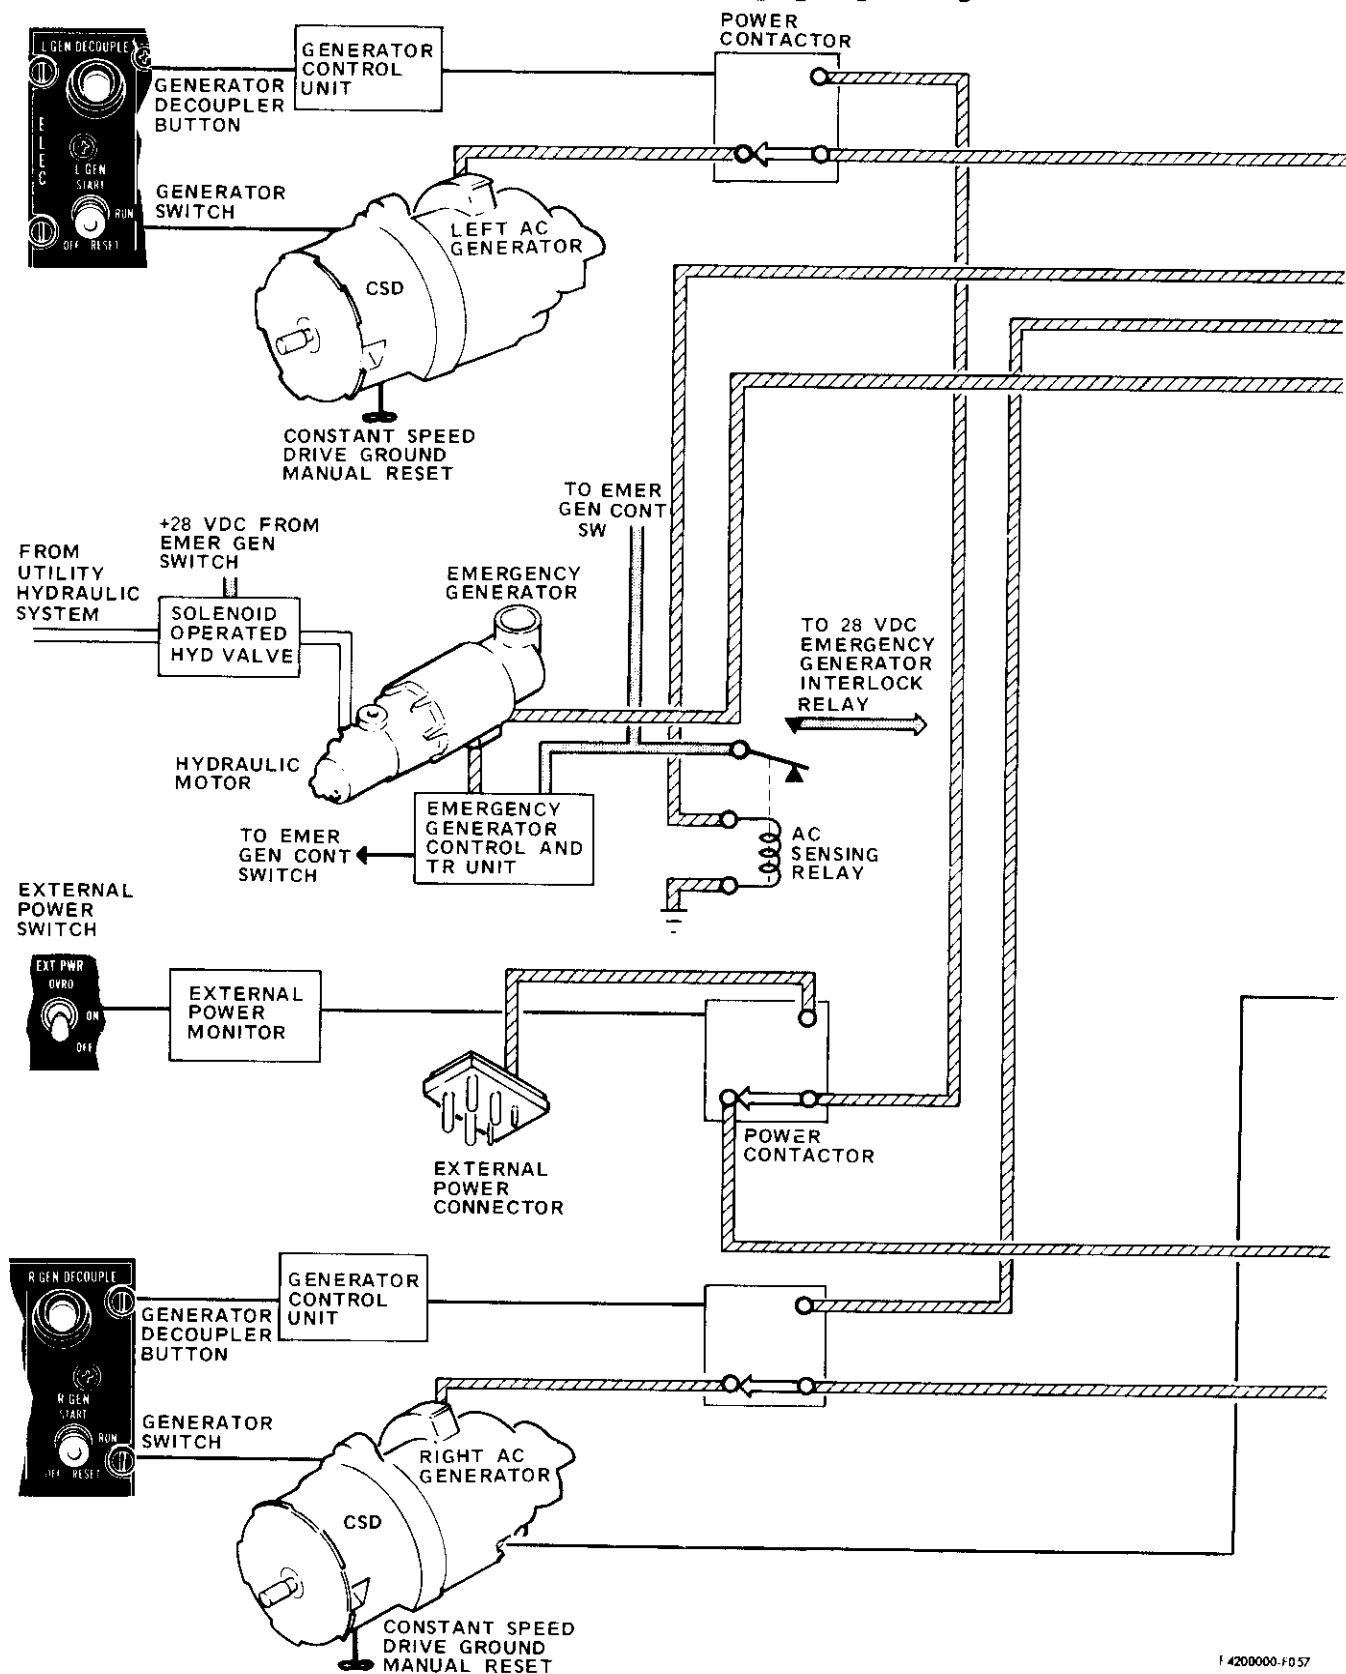 POWER
CONTACTOR
L GEN DECOUPLE
GENERATOR
CONTROL
UNIT
GENERATOR
DECOUPLER
BUTTON
ELEC
L GEN
START
RUN
OFF RESET
GENERATOR
SWITCH
LEFT AC
GENERATOR
CSD
CONSTANT SPEED
DRIVE GROUND
MANUAL RESET
TO EMER
GEN CONT
SW
+28 VDC FROM
EMER GEN
SWITCH
FROM
UTILITY
HYDRAULIC
SYSTEM
SOLENOID
OPERATED
HYD VALVE
EMERGENCY
GENERATOR
TO 28 VDC
EMERGENCY
GENERATOR
INTERLOCK
RELAY
HYDRAULIC
MOTOR
EMERGENCY
GENERATOR
CONTROL AND
TR UNIT
TO EMER
GEN CONT
SWITCH
AC
SENSING
RELAY
EXTERNAL
POWER
SWITCH
EXT PWR
OVRD
ON
OFF
EXTERNAL
POWER
MONITOR
POWER
CONTACTOR
EXTERNAL
POWER
CONNECTOR
R GEN DECOUPLE
GENERATOR
CONTROL
UNIT
GENERATOR
DECOUPLER
BUTTON
R GEN
START
RUN
OFF RESET
GENERATOR
SWITCH
RIGHT AC
GENERATOR
CSD
CONSTANT SPEED
DRIVE GROUND
MANUAL RESET
F4200000-F057